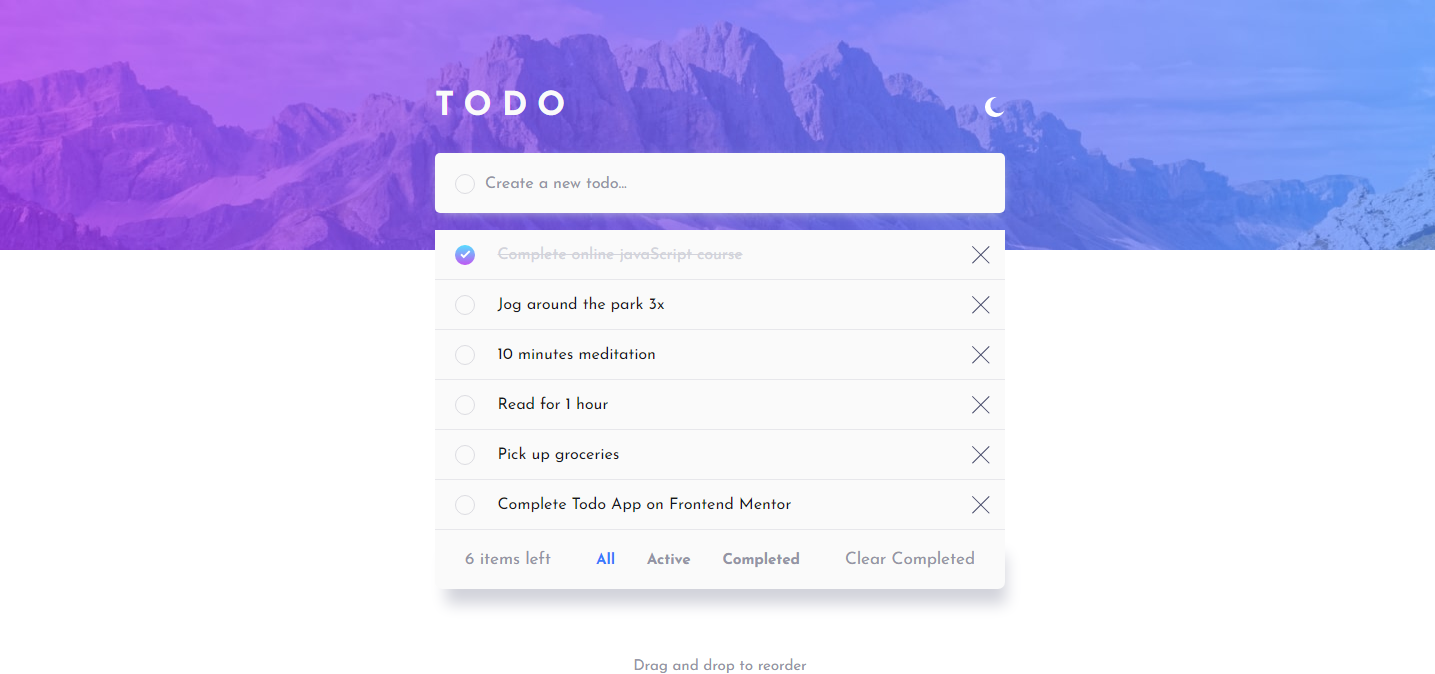 TODO
Create a new todo...
Complete online javaScript course
Jog around the park 3x
10 minutes meditation
Read for 1 hour
Pick up groceries
Complete Todo App on Frontend Mentor
6 items left All Active Completed Clear Completed
Drag and drop to reorder